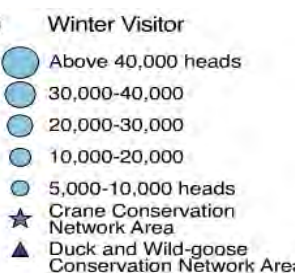 Winter Visitor
Above 40,000 heads
30,000-40,000
20,000-30,000
10,000-20,000
5,000-10,000 heads
Crane Conservation
Network Area
Duck and Wild-goose
Conservation Network Area